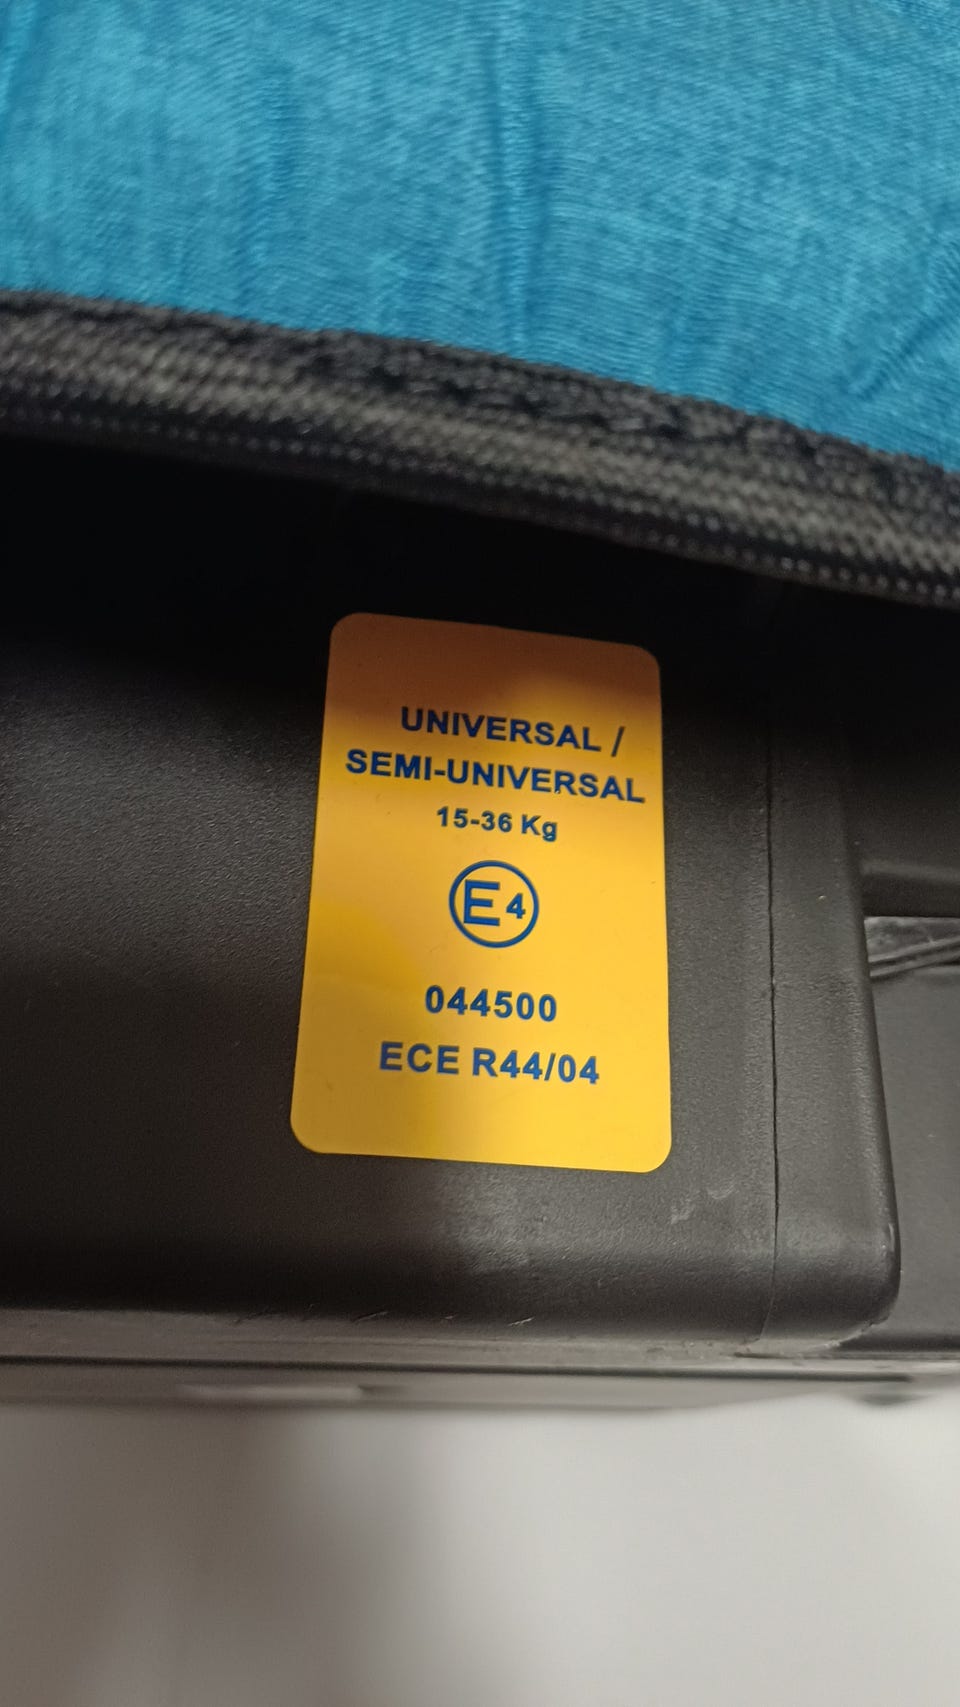 UNIVERSAL /
SEMI-UNIVERSAL
15-36 Kg
E4
044500
ECE R44/04